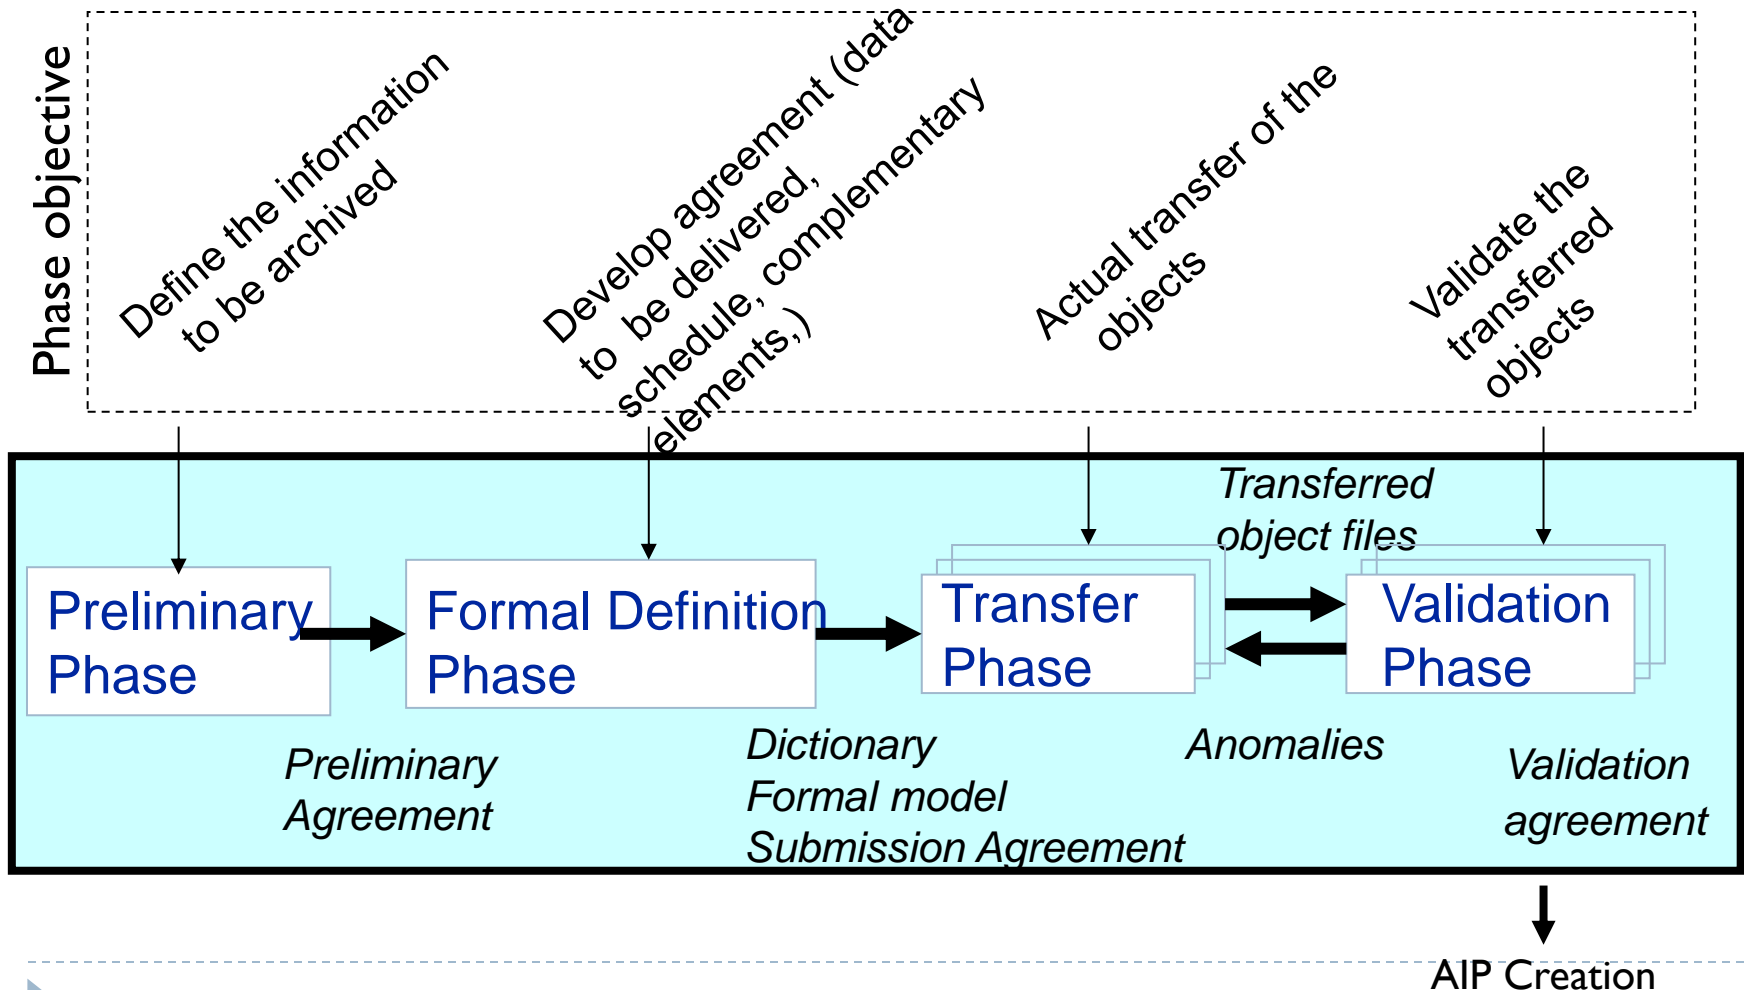 Phase objective
Define the information
to be archived
Develop agreement (data
to be delivered,
schedule, complementary
elements,)
Actual transfer of the
objects
Validate the
transferred
objects
Transferred
object files
Preliminary
Phase
Formal Definition
Phase
Transfer
Phase
Validation
Phase
Preliminary
Agreement
Dictionary
Formal model
Submission Agreement
Anomalies
Validation
agreement
AIP Creation